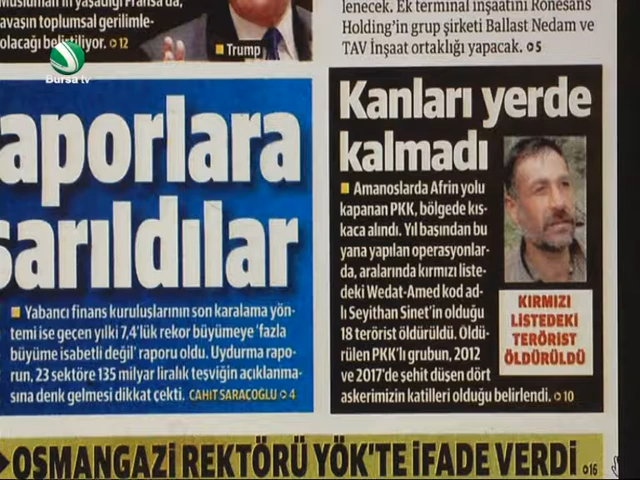 Müslüman'ın yaşadığı Fransa'da,
avaşın toplumsal gerilimle-
olacağı belirtiliyor. 12
Trump
lenecek. Ek terminal inşaatını Rönesans
Holding'in grup şirketi Ballast Nedam ve
TAV İnşaat ortaklığı yapacak. 5
Bursa tv
aporlara
sarıldılar
Yabancı finans kuruluşlarının son karalama yön-
temi ise geçen yılki 7,4'lük rekor büyümeye 'fazla
büyüme isabetli değil' raporu oldu. Uydurma rapo-
run, 23 sektöre 135 milyar liralık teşviğin açıklanma-
sına denk gelmesi dikkat çekti. CAHİT SARAÇOĞLU 4
Kanları yerde
kalmadı
Amanoslarda Afrin yolu
kapanan PKK, bölgede kıs-
kaca alındı. Yıl başından bu
yana yapılan operasyonlar-
da, aralarında kırmızı liste-
deki Wedat-Amed kod ad-
lı Seyithan Sinet'in olduğu
18 terörist öldürüldü. Öldü-
rülen PKK'lı grubun, 2012
ve 2017'de şehit düşen dört
askerimizin katilleri olduğu belirlendi. 10
KIRMIZI
LİSTEDEKİ
TERÖRİST
ÖLDÜRÜLDÜ
OSMANGAZİ REKTÖRÜ YÖK'TE İFADE VERDİ 16